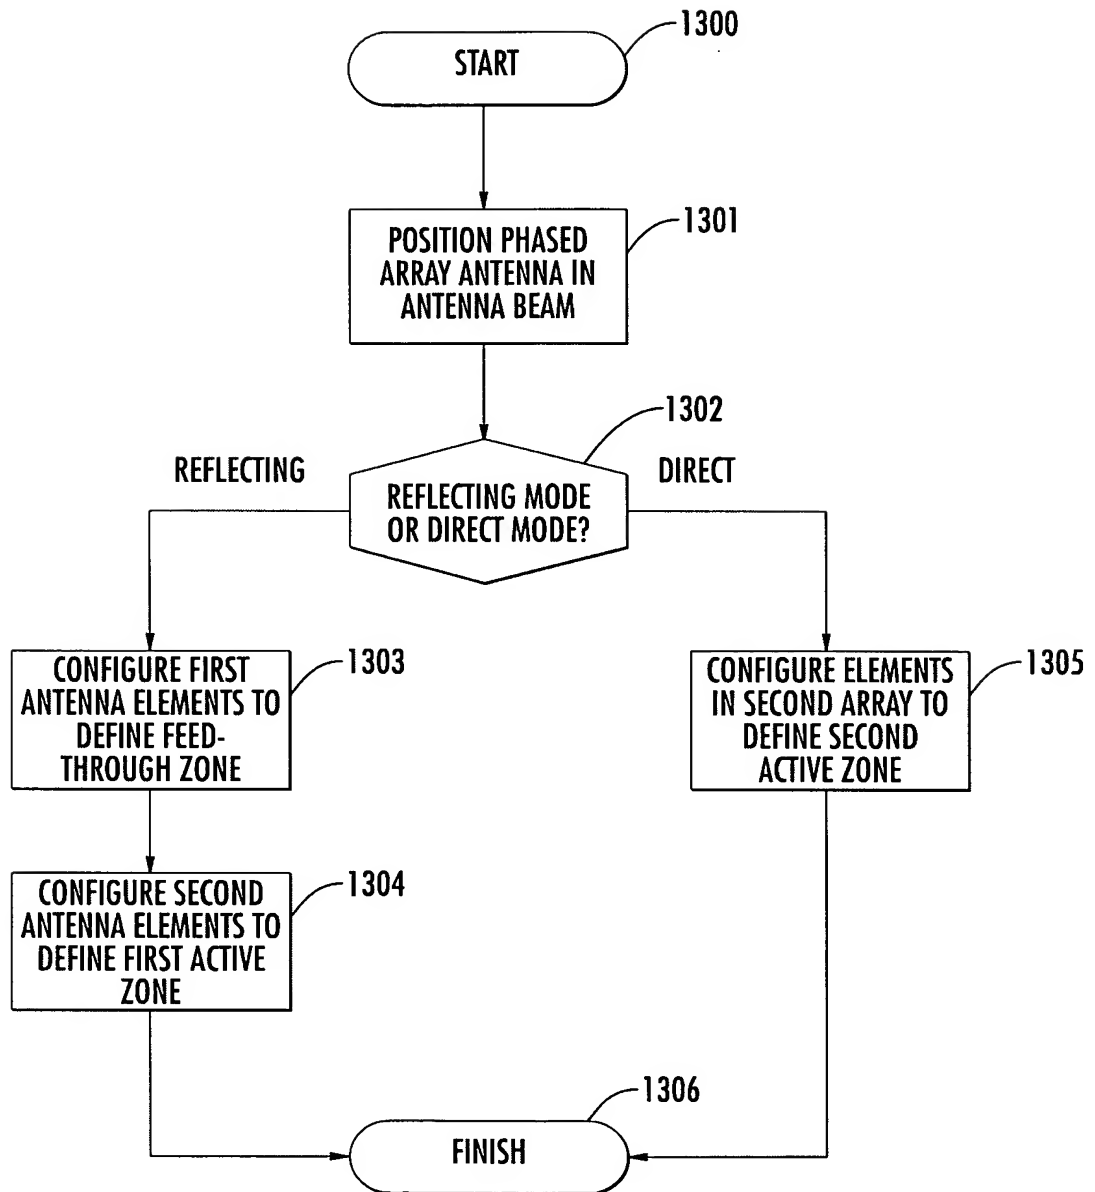 1300
START
1301
POSITION PHASED
ARRAY ANTENNA IN
ANTENNA BEAM
1302
REFLECTING
DIRECT
REFLECTING MODE
OR DIRECT MODE?
1303
CONFIGURE FIRST
ANTENNA ELEMENTS TO
DEFINE FEED-
THROUGH ZONE
1305
CONFIGURE ELEMENTS
IN SECOND ARRAY TO
DEFINE SECOND
ACTIVE ZONE
1304
CONFIGURE SECOND
ANTENNA ELEMENTS TO
DEFINE FIRST ACTIVE
ZONE
1306
FINISH